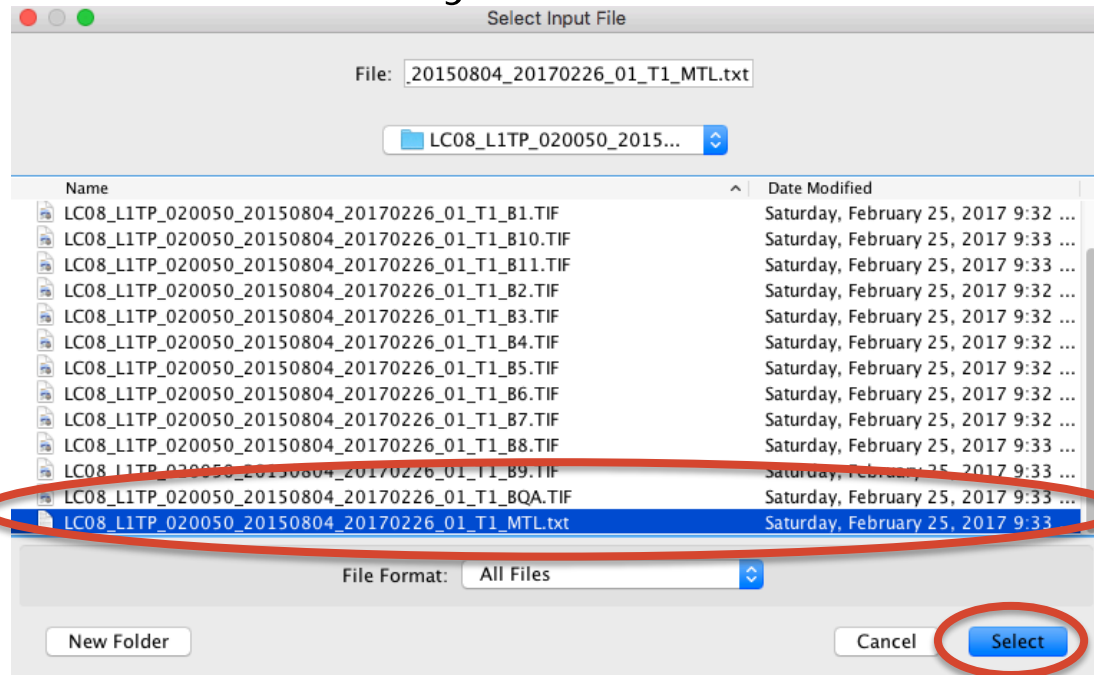 Select Input File
File: _20150804_20170226_01_T1_MTL.txt
LC08_L1TP_020050_2015...
Name Date Modified
LC08_L1TP_020050_20150804_20170226_01_T1_B1.TIF Saturday, February 25, 2017 9:32 ...
LC08_L1TP_020050_20150804_20170226_01_T1_B10.TIF Saturday, February 25, 2017 9:33 ...
LC08_L1TP_020050_20150804_20170226_01_T1_B11.TIF Saturday, February 25, 2017 9:33 ...
LC08_L1TP_020050_20150804_20170226_01_T1_B2.TIF Saturday, February 25, 2017 9:32 ...
LC08_L1TP_020050_20150804_20170226_01_T1_B3.TIF Saturday, February 25, 2017 9:32 ...
LC08_L1TP_020050_20150804_20170226_01_T1_B4.TIF Saturday, February 25, 2017 9:32 ...
LC08_L1TP_020050_20150804_20170226_01_T1_B5.TIF Saturday, February 25, 2017 9:32 ...
LC08_L1TP_020050_20150804_20170226_01_T1_B6.TIF Saturday, February 25, 2017 9:32 ...
LC08_L1TP_020050_20150804_20170226_01_T1_B7.TIF Saturday, February 25, 2017 9:32 ...
LC08_L1TP_020050_20150804_20170226_01_T1_B8.TIF Saturday, February 25, 2017 9:33 ...
LC08_L1TP_020050_20150804_20170226_01_T1_B9.TIF Saturday, February 25, 2017 9:33 ...
LC08_L1TP_020050_20150804_20170226_01_T1_BQA.TIF Saturday, February 25, 2017 9:33 ...
LC08_L1TP_020050_20150804_20170226_01_T1_MTL.txt Saturday, February 25, 2017 9:33 ...
File Format: All Files
New Folder Cancel Select